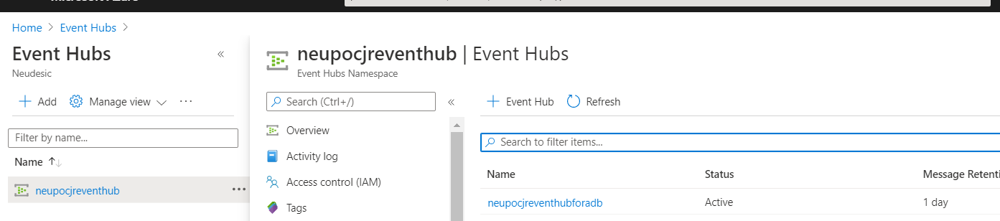 Home > Event Hubs >
Event Hubs «
Neudesic
+ Add Manage view ...
Filter by name...
Name ↑↓
neupocjreventhub ...
neupocjreventhub | Event Hubs
Event Hubs Namespace
Search (Ctrl+/) «
Overview
Activity log
Access control (IAM)
Tags
+ Event Hub Refresh
Search to filter items...
Name Status Message Retenti
neupocjreventhubforadb Active 1 day